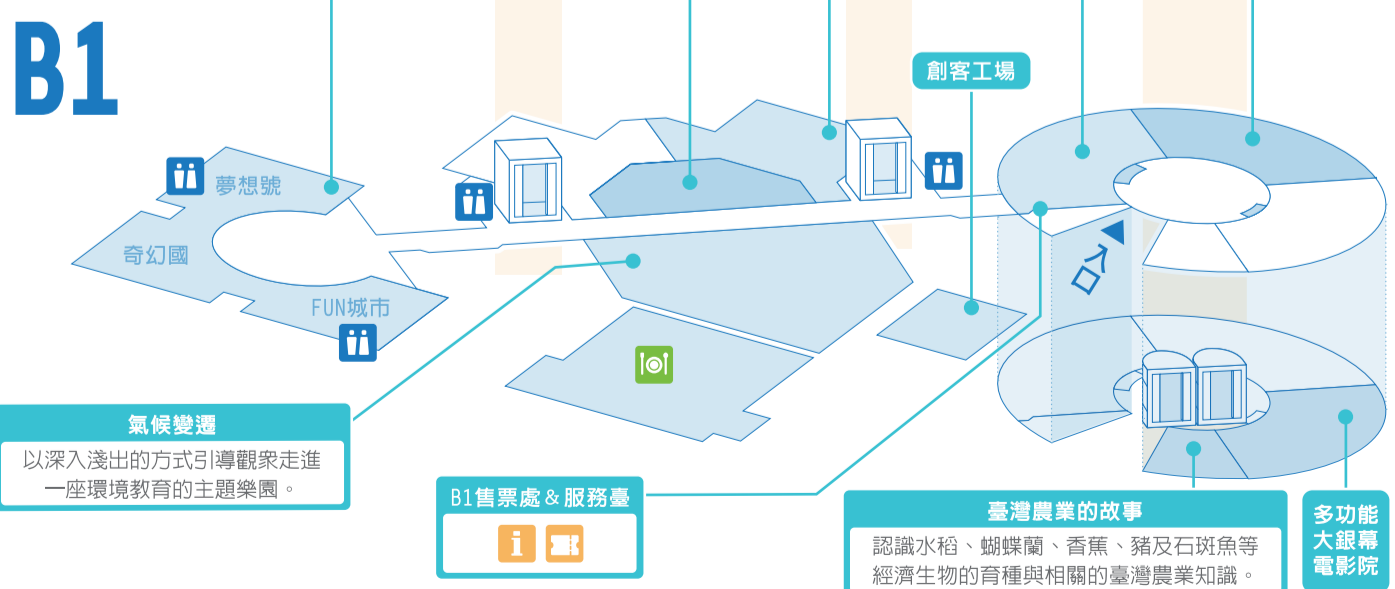 B1
創客工場
夢想號
奇幻國
FUN城市
入口
氣候變遷
以深入淺出的方式引導觀眾走進
一座環境教育的主題樂園。
B1售票處&服務臺
i
臺灣農業的故事
認識水稻、蝴蝶蘭、香蕉、豬及石斑魚等
經濟生物的育種與相關的臺灣農業知識。
多功能
大銀幕
電影院